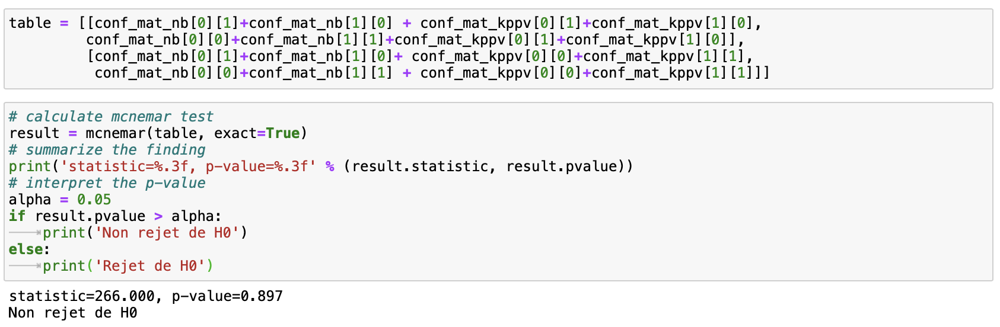 table = [[conf_mat_nb[0][1]+conf_mat_nb[1][0] + conf_mat_kppv[0][1]+conf_mat_kppv[1][0],
         conf_mat_nb[0][0]+conf_mat_nb[1][1]+conf_mat_kppv[0][1]+conf_mat_kppv[1][0]],
         [conf_mat_nb[0][1]+conf_mat_nb[1][0]+ conf_mat_kppv[0][0]+conf_mat_kppv[1][1],
          conf_mat_nb[0][0]+conf_mat_nb[1][1] + conf_mat_kppv[0][0]+conf_mat_kppv[1][1]]]
# calculate mcnemar test
result = mcnemar(table, exact=True)
# summarize the finding
print('statistic=%.3f, p-value=%.3f' % (result.statistic, result.pvalue))
# interpret the p-value
alpha = 0.05
if result.pvalue > alpha:
    print('Non rejet de H0')
else:
    print('Rejet de H0')
statistic=266.000, p-value=0.897
Non rejet de H0